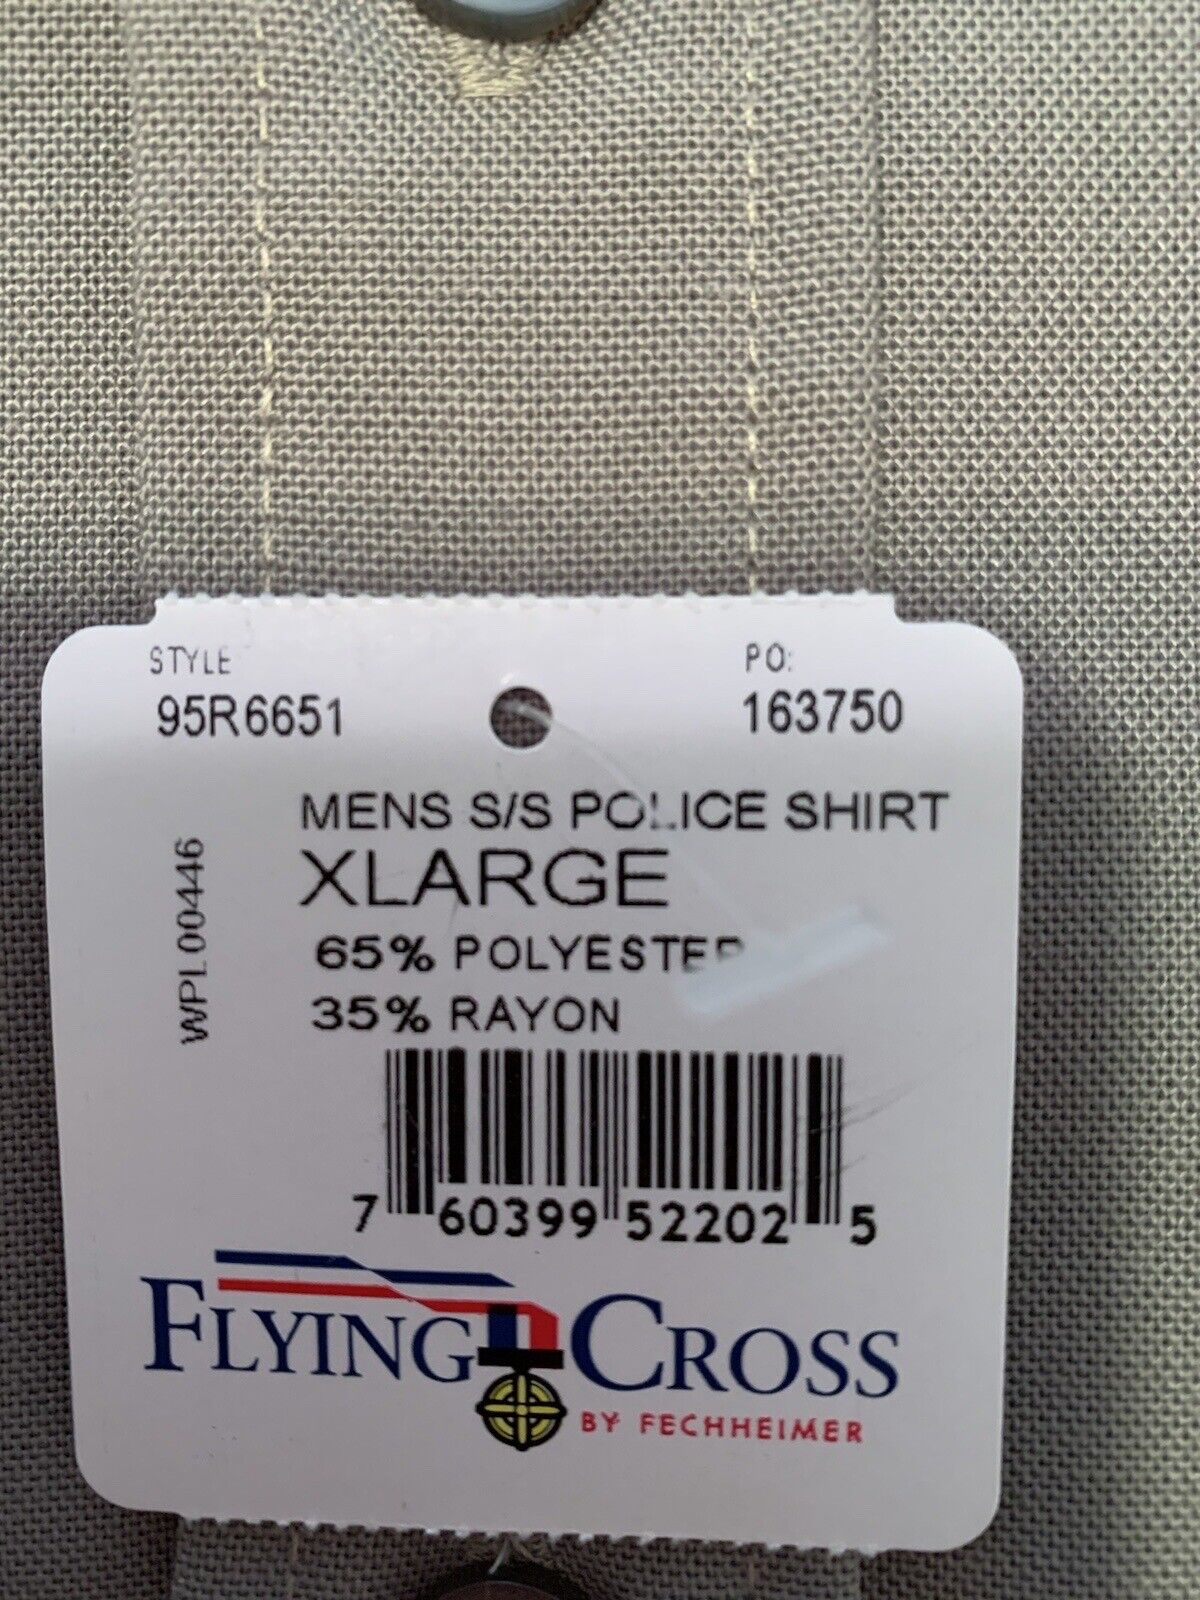 STYLE PO:
95R6651 163750
MENS S/S POLICE SHIRT
XLARGE
65% POLYESTER
35% RAYON
WPL00446
7 60399 52202 5
FLYING CROSS
BY FECHHEIMER